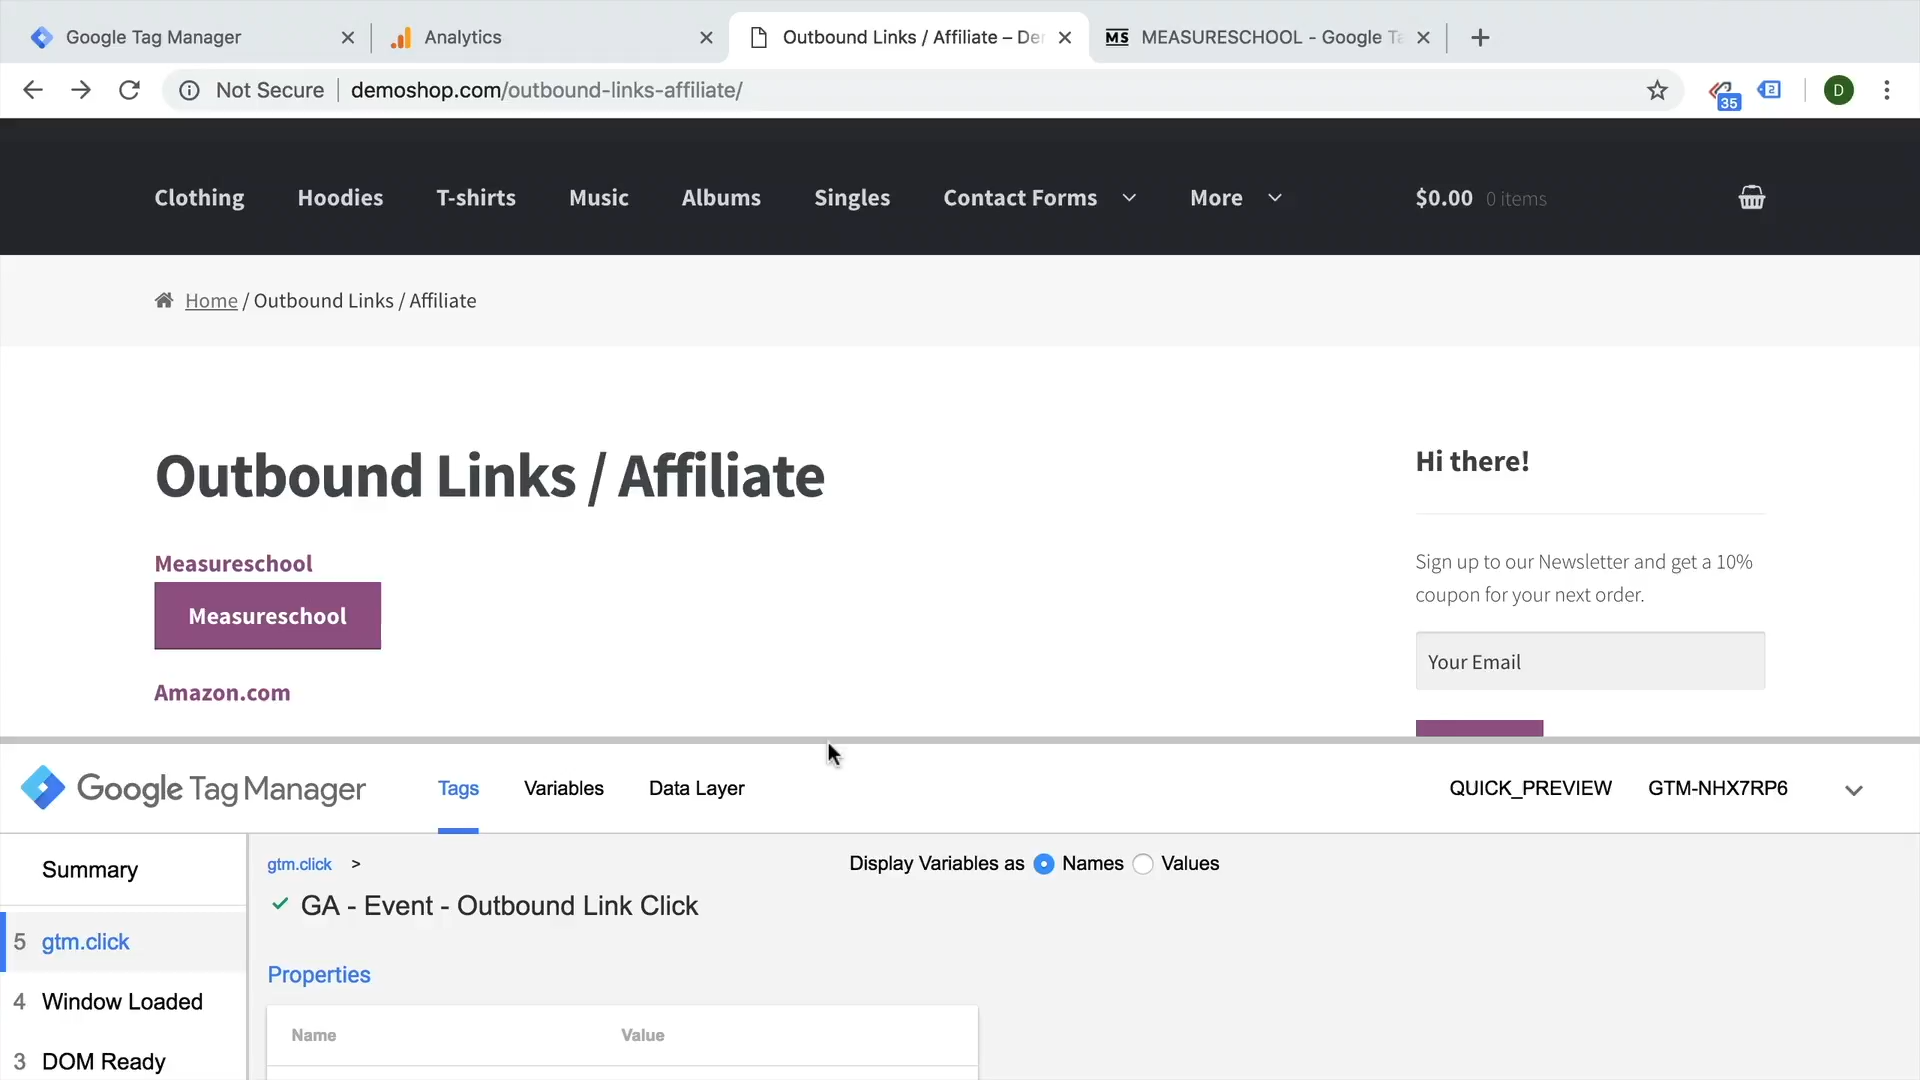 Google Tag Manager
Analytics
Outbound Links / Affiliate – De
MS MEASURESCHOOL - Google Ta
Not Secure
demoshop.com/outbound-links-affiliate/
35
2
D
Clothing
Hoodies
T-shirts
Music
Albums
Singles
Contact Forms
More
$0.00 0 items
Home / Outbound Links / Affiliate
Outbound Links / Affiliate
Measureschool
Measureschool
Amazon.com
Hi there!
Sign up to our Newsletter and get a 10%
coupon for your next order.
Your Email
Google Tag Manager
Tags
Variables
Data Layer
QUICK_PREVIEW
GTM-NHX7RP6
Summary
5 gtm.click
4 Window Loaded
3 DOM Ready
gtm.click >
Display Variables as Names Values
GA - Event - Outbound Link Click
Properties
Name Value